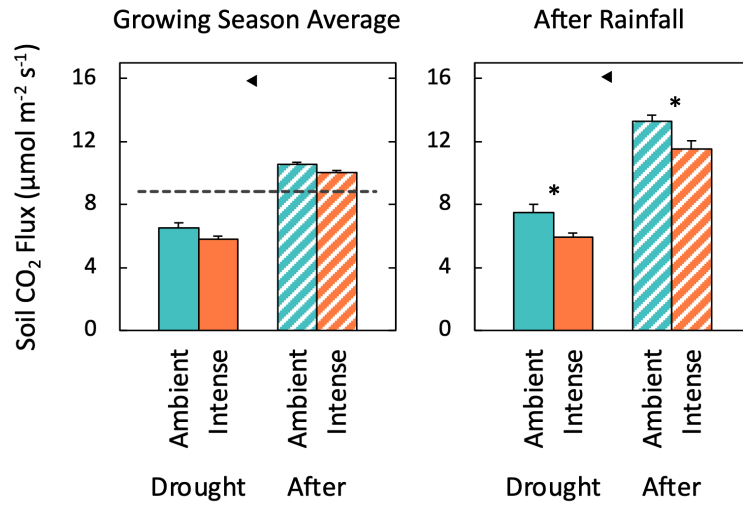 Growing Season Average
After Rainfall
Soil CO₂ Flux (µmol m⁻² s⁻¹)
16
12
8
4
0
Ambient
Intense
Ambient
Intense
Drought
After
16
12
8
4
0
*
*
Ambient
Intense
Ambient
Intense
Drought
After